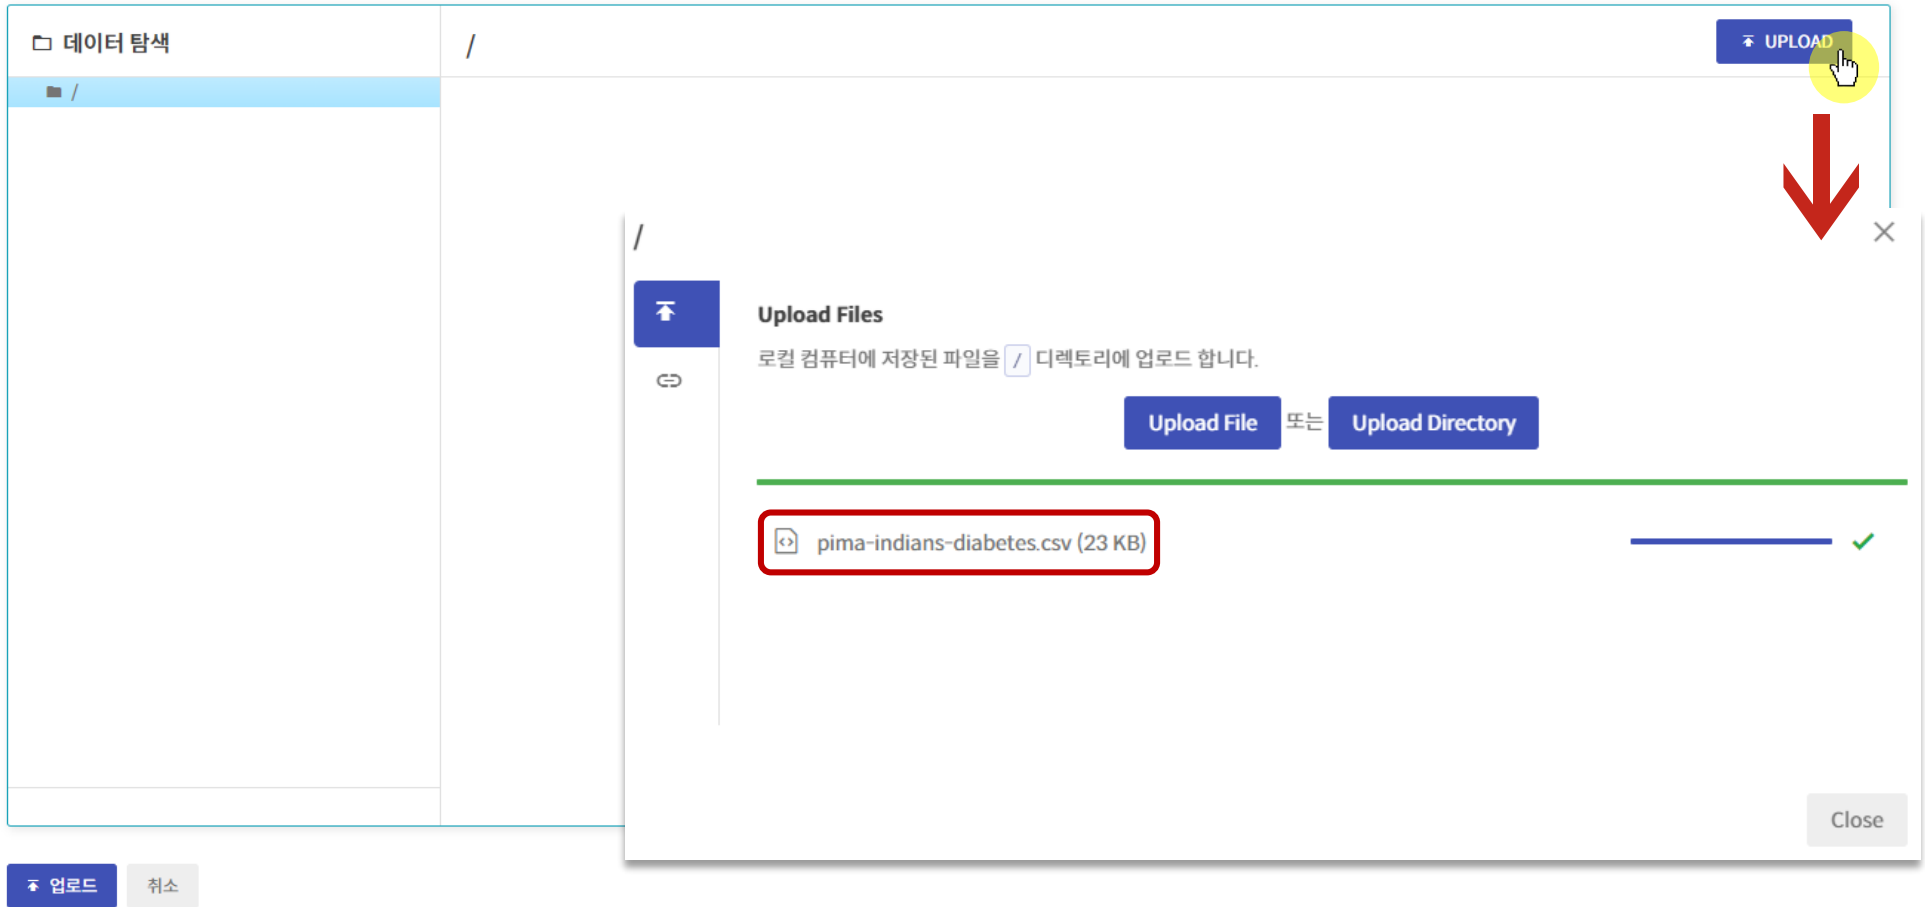 데이터 탐색
/
UPLOAD
/
/
Upload Files
로컬 컴퓨터에 저장된 파일을 / 디렉토리에 업로드 합니다.
Upload File 또는 Upload Directory
pima-indians-diabetes.csv (23 KB)
Close
업로드
취소